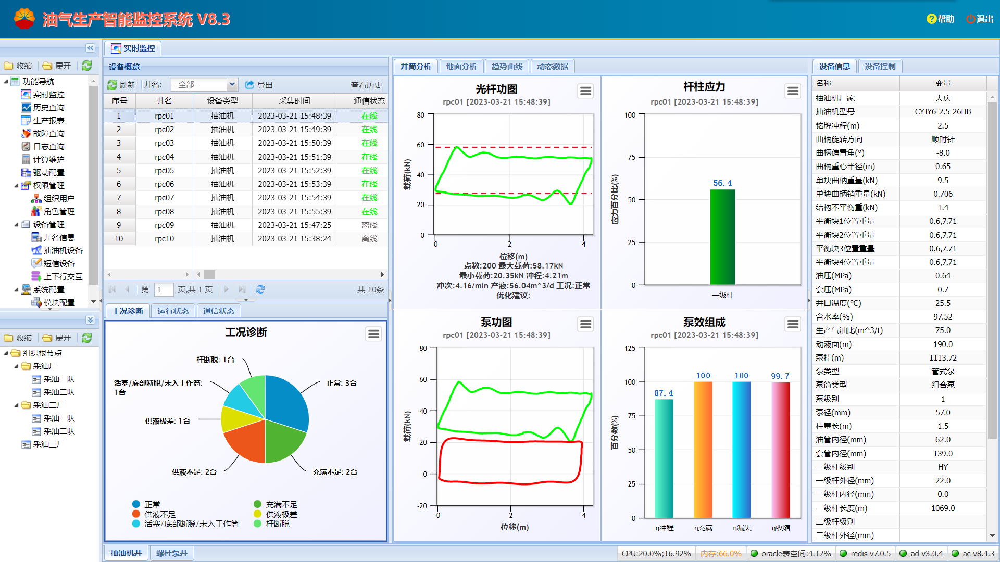 油气生产智能监控系统 V8.3
帮助 退出
收缩 展开
功能导航
实时监控
历史查询
生产报表
故障查询
日志查询
计算维护
驱动配置
权限管理
组织用户
角色管理
设备管理
井名信息
抽油机设备
短信设备
上下行交互
系统配置
模块配置
收缩 展开
组织根节点
采油厂
采油一队
采油二队
采油二厂
采油一队
采油二队
采油三厂
实时监控
设备概览
刷新 井名: --全部-- 导出 查看历史
序号 井名 设备类型 采集时间 通信状态
1 rpc01 抽油机 2023-03-21 15:48:39 在线
2 rpc02 抽油机 2023-03-21 15:49:39 在线
3 rpc03 抽油机 2023-03-21 15:50:39 在线
4 rpc04 抽油机 2023-03-21 15:51:39 在线
5 rpc05 抽油机 2023-03-21 15:52:39 在线
6 rpc06 抽油机 2023-03-21 15:53:39 在线
7 rpc07 抽油机 2023-03-21 15:54:39 在线
8 rpc08 抽油机 2023-03-21 15:55:39 在线
9 rpc09 抽油机 2023-03-21 15:47:25 离线
10 rpc10 抽油机 2023-03-21 15:38:24 离线
第 1 页,共 1 页 共 10条
工况诊断 运行状态 通信状态
工况诊断
杆断脱: 1台
活塞/底部断脱/未入工作筒:
1台
正常: 3台
供液极差: 1台
供液不足: 2台
充满不足: 2台
正常 充满不足
供液不足 供液极差
活塞/底部断脱/未入工作筒 杆断脱
抽油机井 螺杆泵井
井筒分析 地面分析 趋势曲线 动态数据
光杆功图
rpc01 [2023-03-21 15:48:39]
80
60
40
20
0
载荷(kN)
0 2 4
位移(m)
点数:200 最大载荷:58.17kN
最小载荷:20.35kN 冲程:4.21m
冲次:4.16/min 产液:56.04m^3/d 工况:正常
优化建议:
杆柱应力
rpc01 [2023-03-21 15:48:39]
100
75
50
25
0
应力百分比(%)
56.4
一级杆
泵功图
rpc01 [2023-03-21 15:48:39]
80
60
40
20
0
-20
载荷(kN)
0 2 4
位移(m)
泵效组成
rpc01 [2023-03-21 15:48:39]
125
100
75
50
25
0
百分数(%)
87.4 100 100 99.7
η冲程 η充满 η漏失 η收缩
设备信息 设备控制
名称 变量
抽油机厂家 大庆
抽油机型号 CYJY6-2.5-26HB
铭牌冲程(m) 2.5
曲柄旋转方向 顺时针
曲柄偏置角(°) -8.0
曲柄重心半径(m) 0.65
单块曲柄重量(kN) 9.5
单块曲柄销重量(kN) 0.706
结构不平衡重(kN) 1.4
平衡块1位置重量 0.6,7.71
平衡块2位置重量 0.6,7.71
平衡块3位置重量 0.6,7.71
平衡块4位置重量 0.6,7.71
油压(MPa) 0.64
套压(MPa) 0.7
井口温度(℃) 25.5
含水率(%) 97.52
生产气油比(m^3/t) 75.0
动液面(m) 190.0
泵挂(m) 1113.72
泵类型 管式泵
泵筒类型 组合泵
泵级别 1
泵径(mm) 57.0
柱塞长(m) 1.5
油管内径(mm) 62.0
套管内径(mm) 139.0
一级杆级别 HY
一级杆外径(mm) 22.0
一级杆内径(mm) 0.0
一级杆长度(m) 1069.0
二级杆级别
二级杆外径(mm)
CPU:20.0%;16.92% 内存:66.0% oracle表空间:4.12% redis v7.0.5 ad v3.0.4 ac v8.4.3